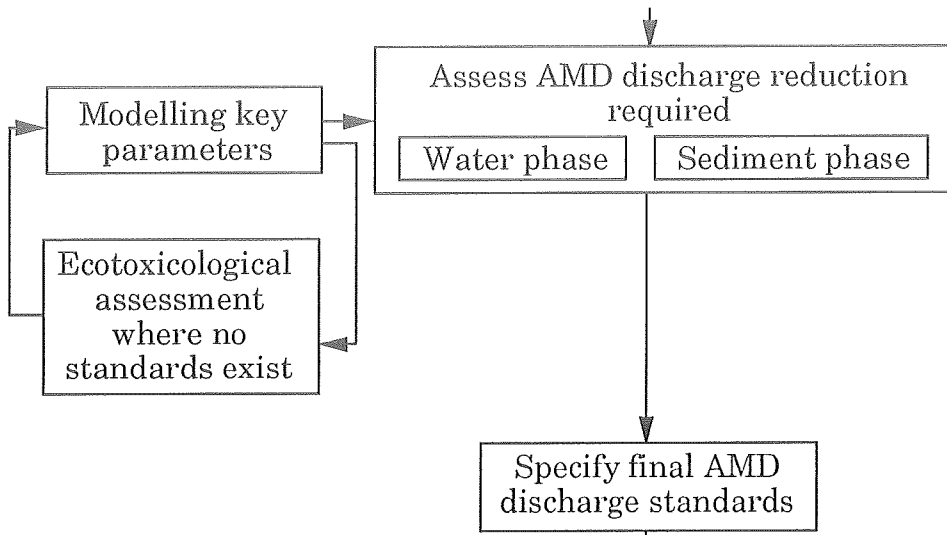 Assess AMD discharge reduction
required
Water phase
Sediment phase
Modelling key
parameters
Ecotoxicological
assessment
where no
standards exist
Specify final AMD
discharge standards